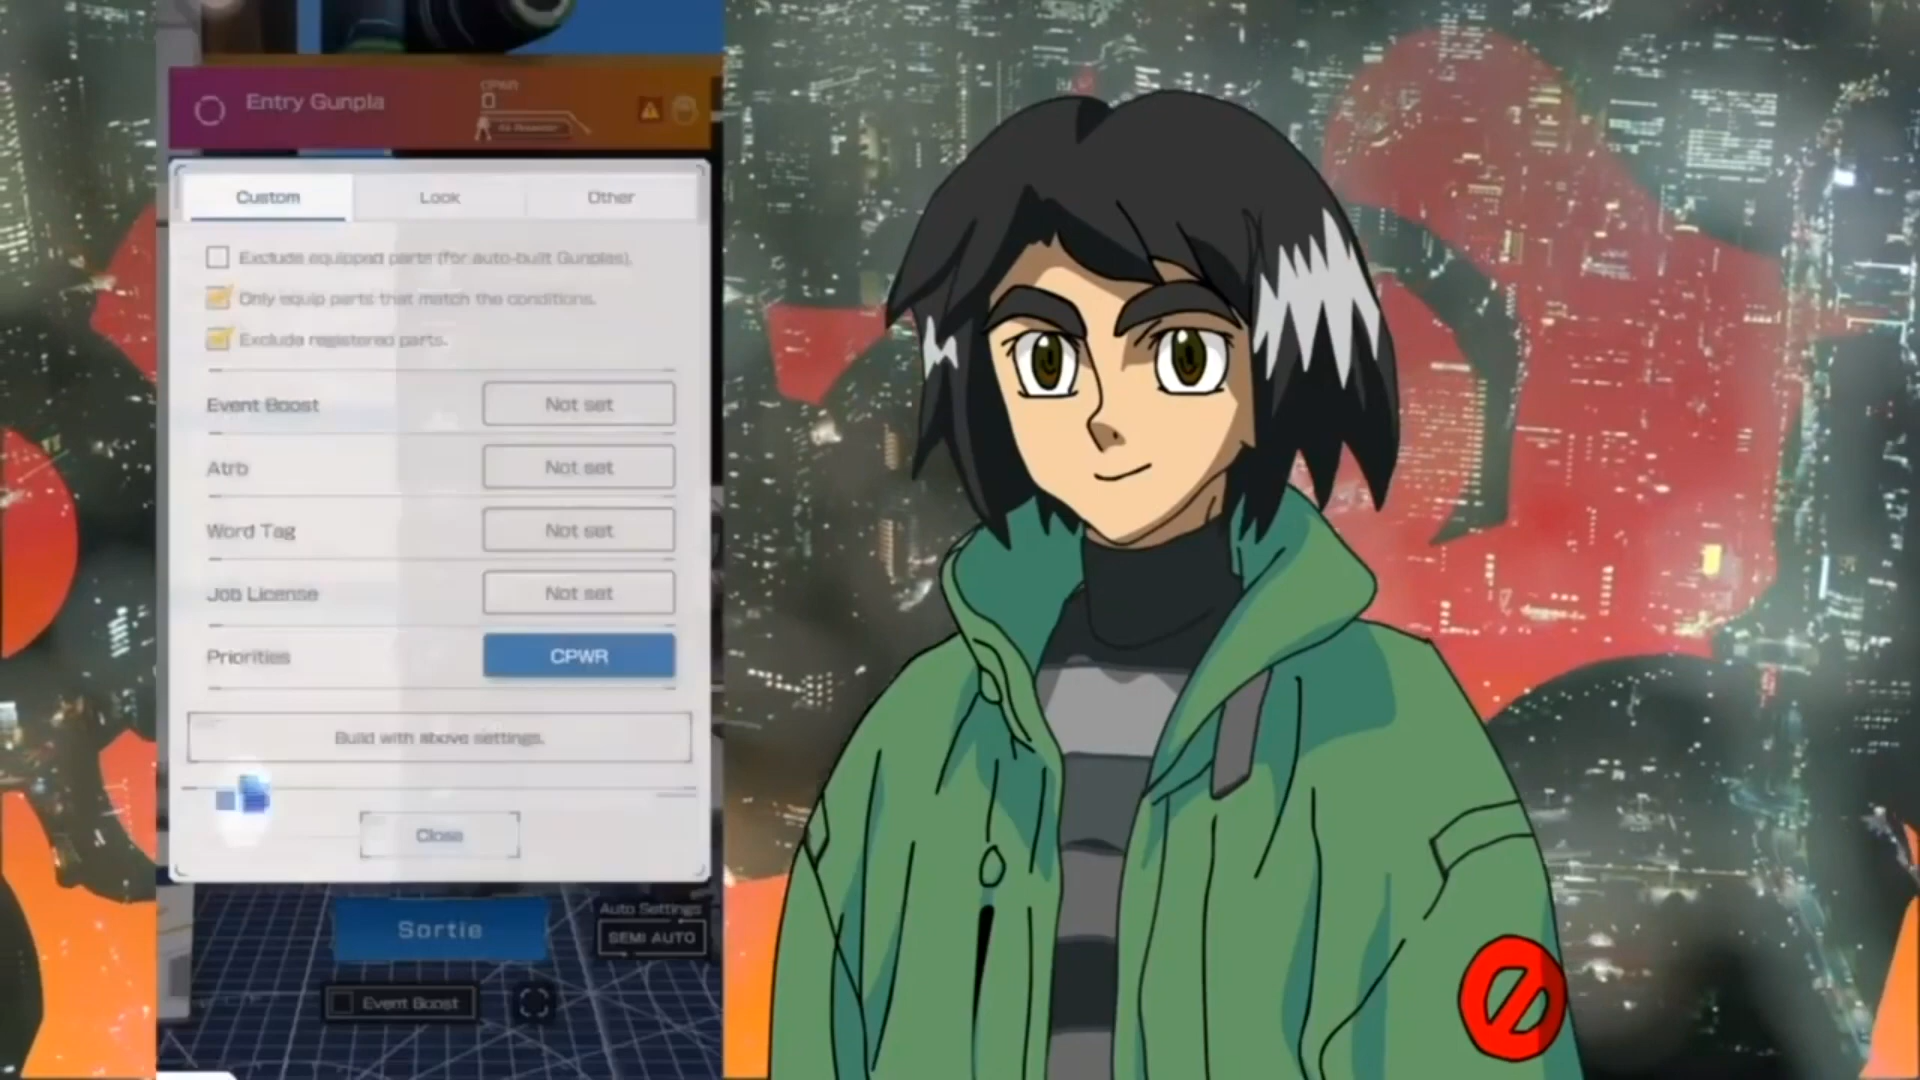 Entry Gunpla
CPWR
0
Custom
Look
Other
Exclude equipped parts (for auto-built Gunplas).
Only equip parts that match the conditions.
Exclude registered parts.
Event Boost
Not set
Atrb
Not set
Word Tag
Not set
Job License
Not set
Priorities
CPWR
Build with above settings.
Close
Sortie
Auto Settings
SEMI AUTO
Event Boost